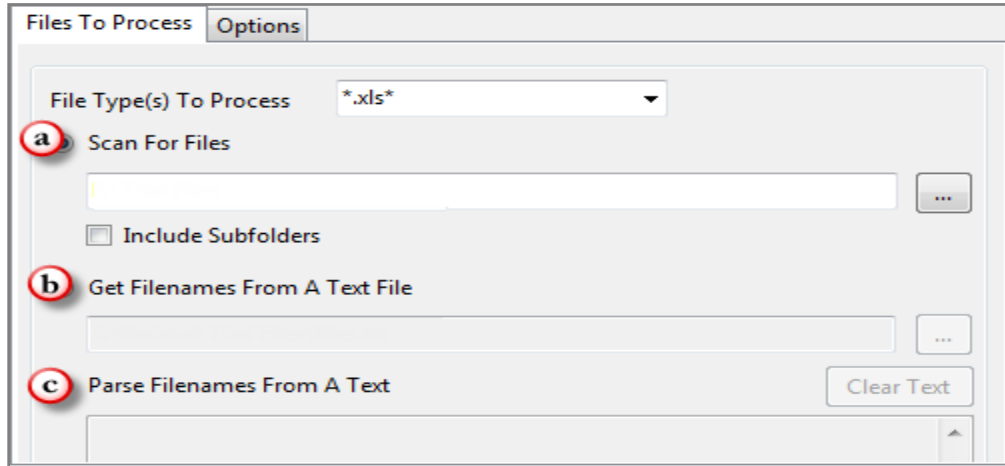 Files To Process Options
File Type(s) To Process *.xls*
a Scan For Files
...
Include Subfolders
b Get Filenames From A Text File
...
c Parse Filenames From A Text Clear Text